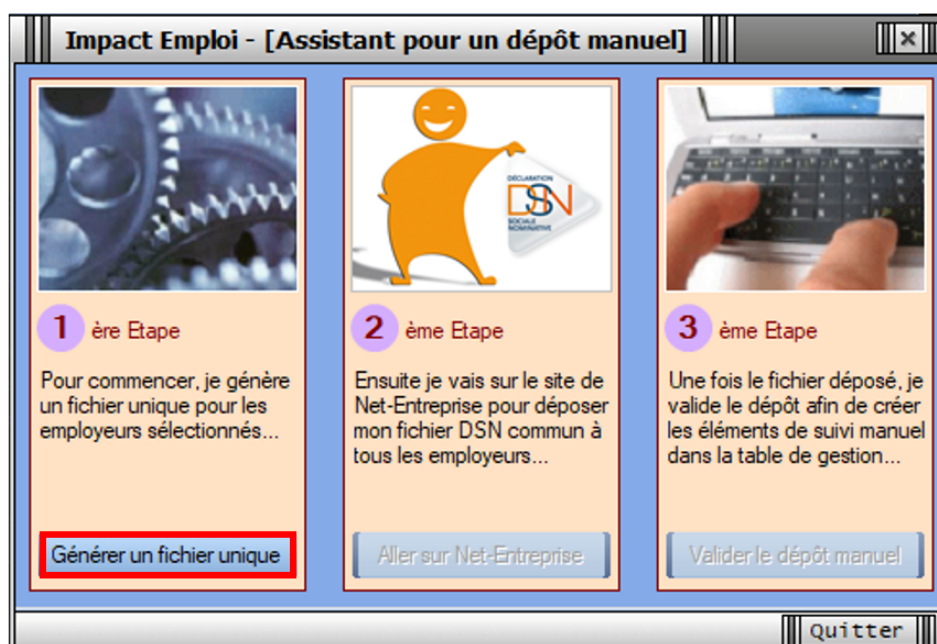 Impact Emploi - [Assistant pour un dépôt manuel]
DÉCLARATION
DSN
SOCIALE
NOMINATIVE
1 ère Etape
Pour commencer, je génère
un fichier unique pour les
employeurs sélectionnés...
Générer un fichier unique
2 ème Etape
Ensuite je vais sur le site de
Net-Entreprise pour déposer
mon fichier DSN commun à
tous les employeurs...
Aller sur Net-Entreprise
3 ème Etape
Une fois le fichier déposé, je
valide le dépôt afin de créer
les éléments de suivi manuel
dans la table de gestion...
Valider le dépôt manuel
Quitter